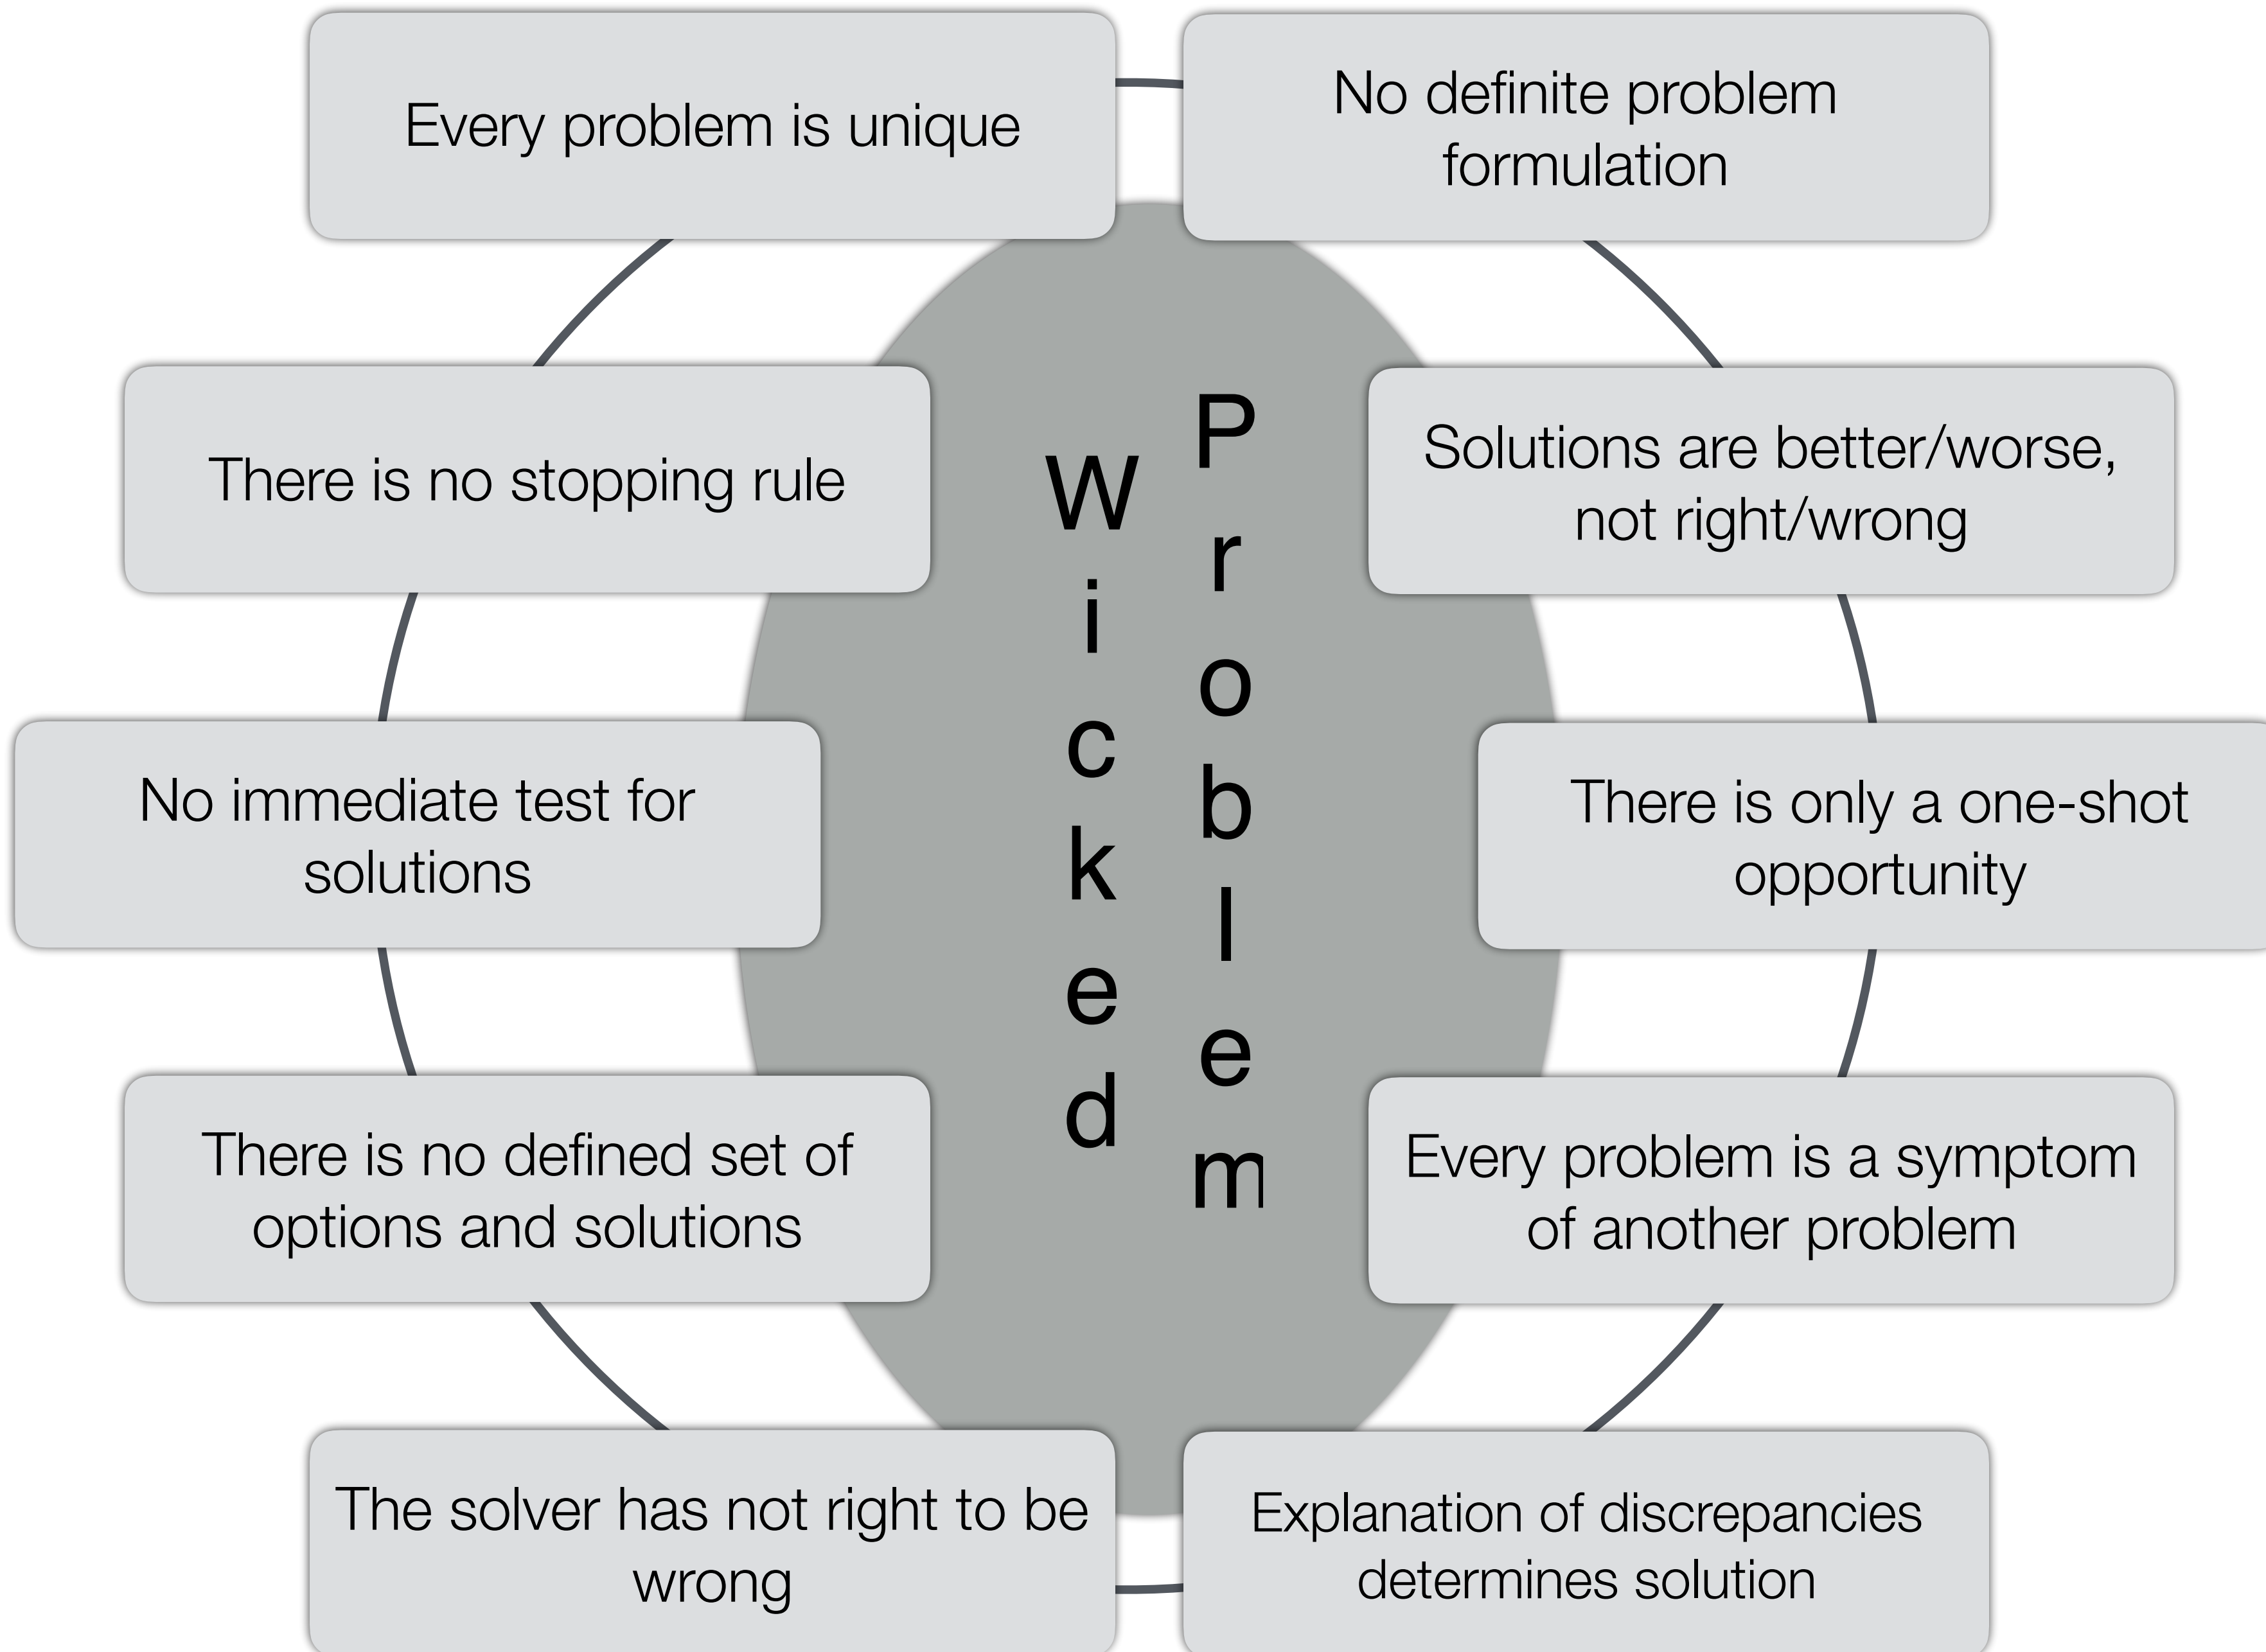 Every problem is unique
No definite problem
formulation
There is no stopping rule
Wicked
Problem
Solutions are better/worse,
not right/wrong
No immediate test for
solutions
There is only a one-shot
opportunity
There is no defined set of
options and solutions
Every problem is a symptom
of another problem
The solver has not right to be
wrong
Explanation of discrepancies
determines solution